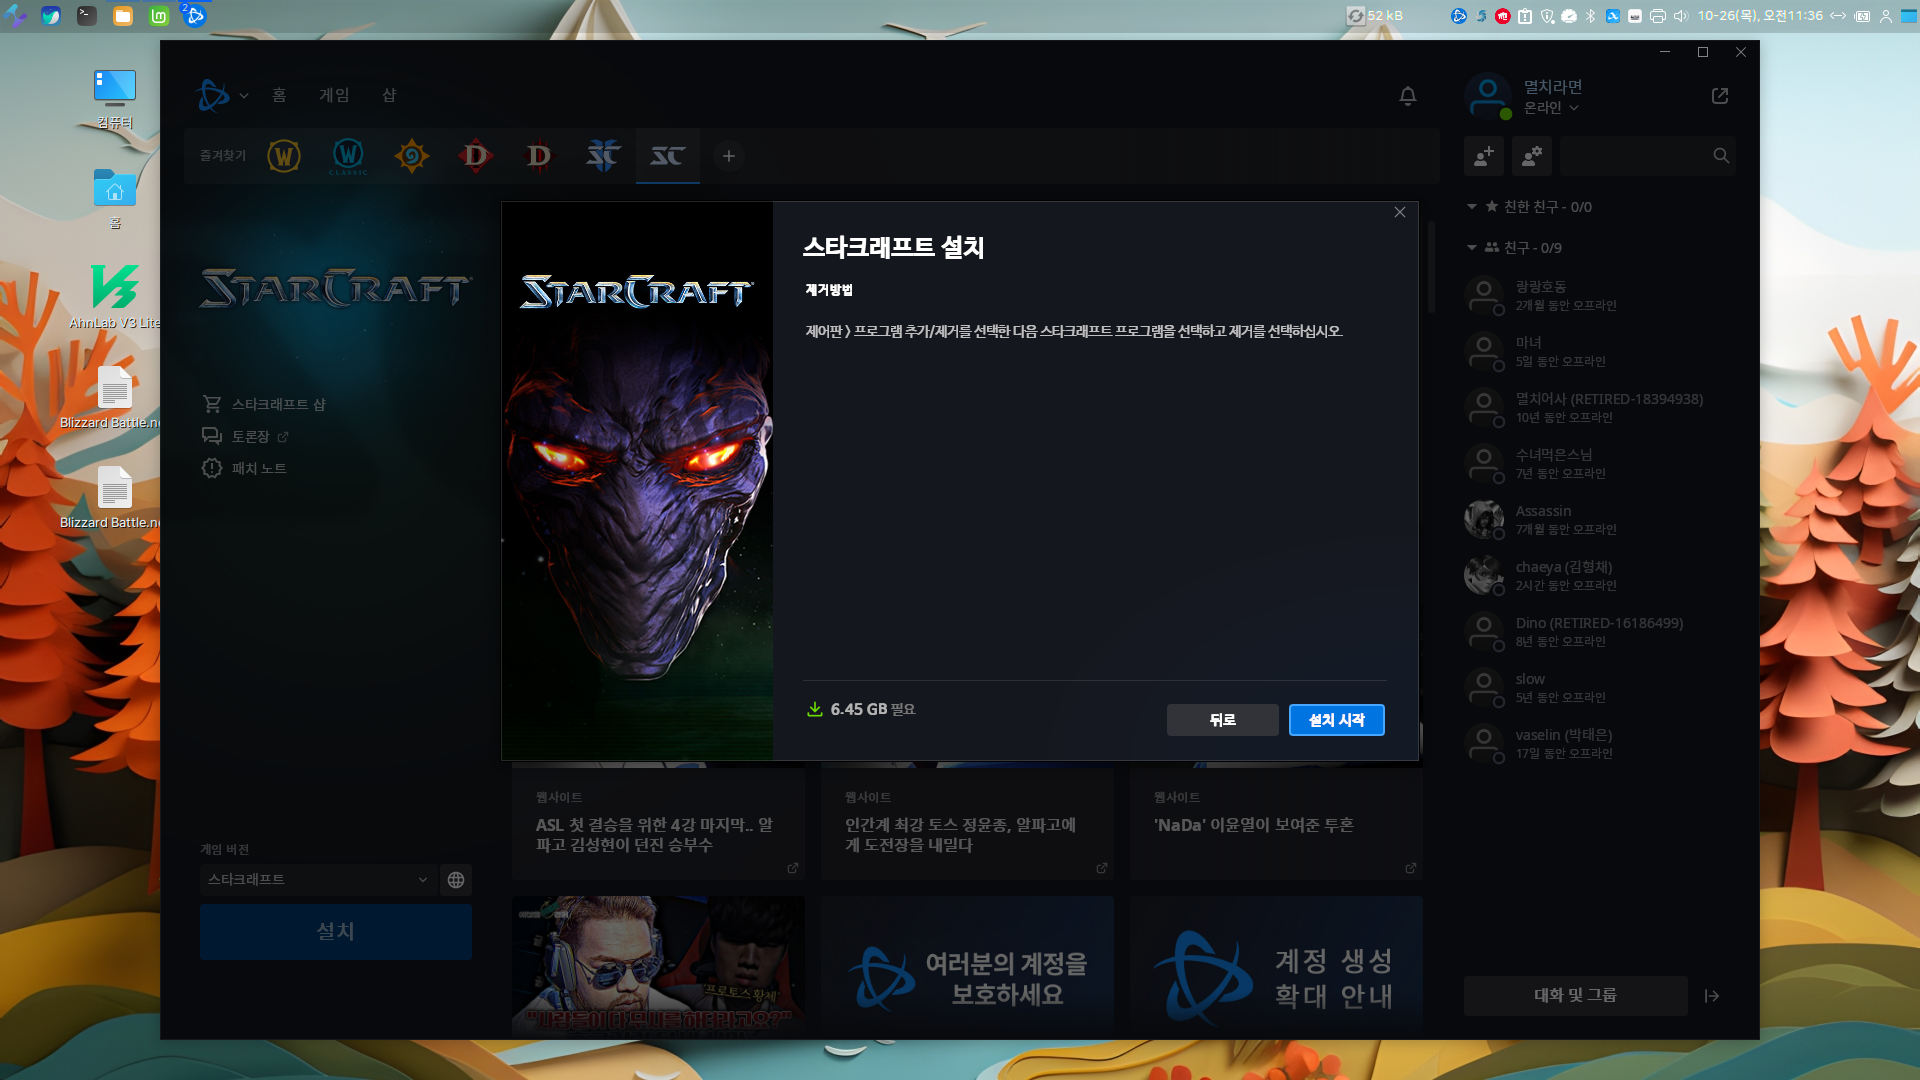 2
52 kB
10-26(목), 오전11:36
컴퓨터
홈
AhnLab V3 Lite
Blizzard Battle.ne
Blizzard Battle.ne
홈
게임
샵
멸치라면
온라인
즐겨찾기
CLASSIC
친한 친구 - 0/0
친구 - 0/9
랑랑호동
2개월 동안 오프라인
마녀
5일 동안 오프라인
멸치어사 (RETIRED-18394938)
10년 동안 오프라인
수녀먹은스님
7년 동안 오프라인
Assassin
7개월 동안 오프라인
chaeya (김형채)
2시간 동안 오프라인
Dino (RETIRED-16186499)
8년 동안 오프라인
slow
5년 동안 오프라인
vaselin (박태은)
17일 동안 오프라인
대화 및 그룹
STARCRAFT
스타크래프트 샵
토론장
패치 노트
게임 버전
스타크래프트
설치
STARCRAFT
스타크래프트 설치
제거방법
제어판 > 프로그램 추가/제거를 선택한 다음 스타크래프트 프로그램을 선택하고 제거를 선택하십시오.
6.45 GB 필요
뒤로
설치 시작
웹사이트
ASL 첫 결승을 위한 4강 마지막.. 알
파고 김성현이 던진 승부수
웹사이트
인간계 최강 토스 정윤종, 알파고에
게 도전장을 내밀다
웹사이트
'NaDa' 이윤열이 보여준 투혼
'프로토스황제'
여러분의 계정을
보호하세요
계정 생성
확대 안내